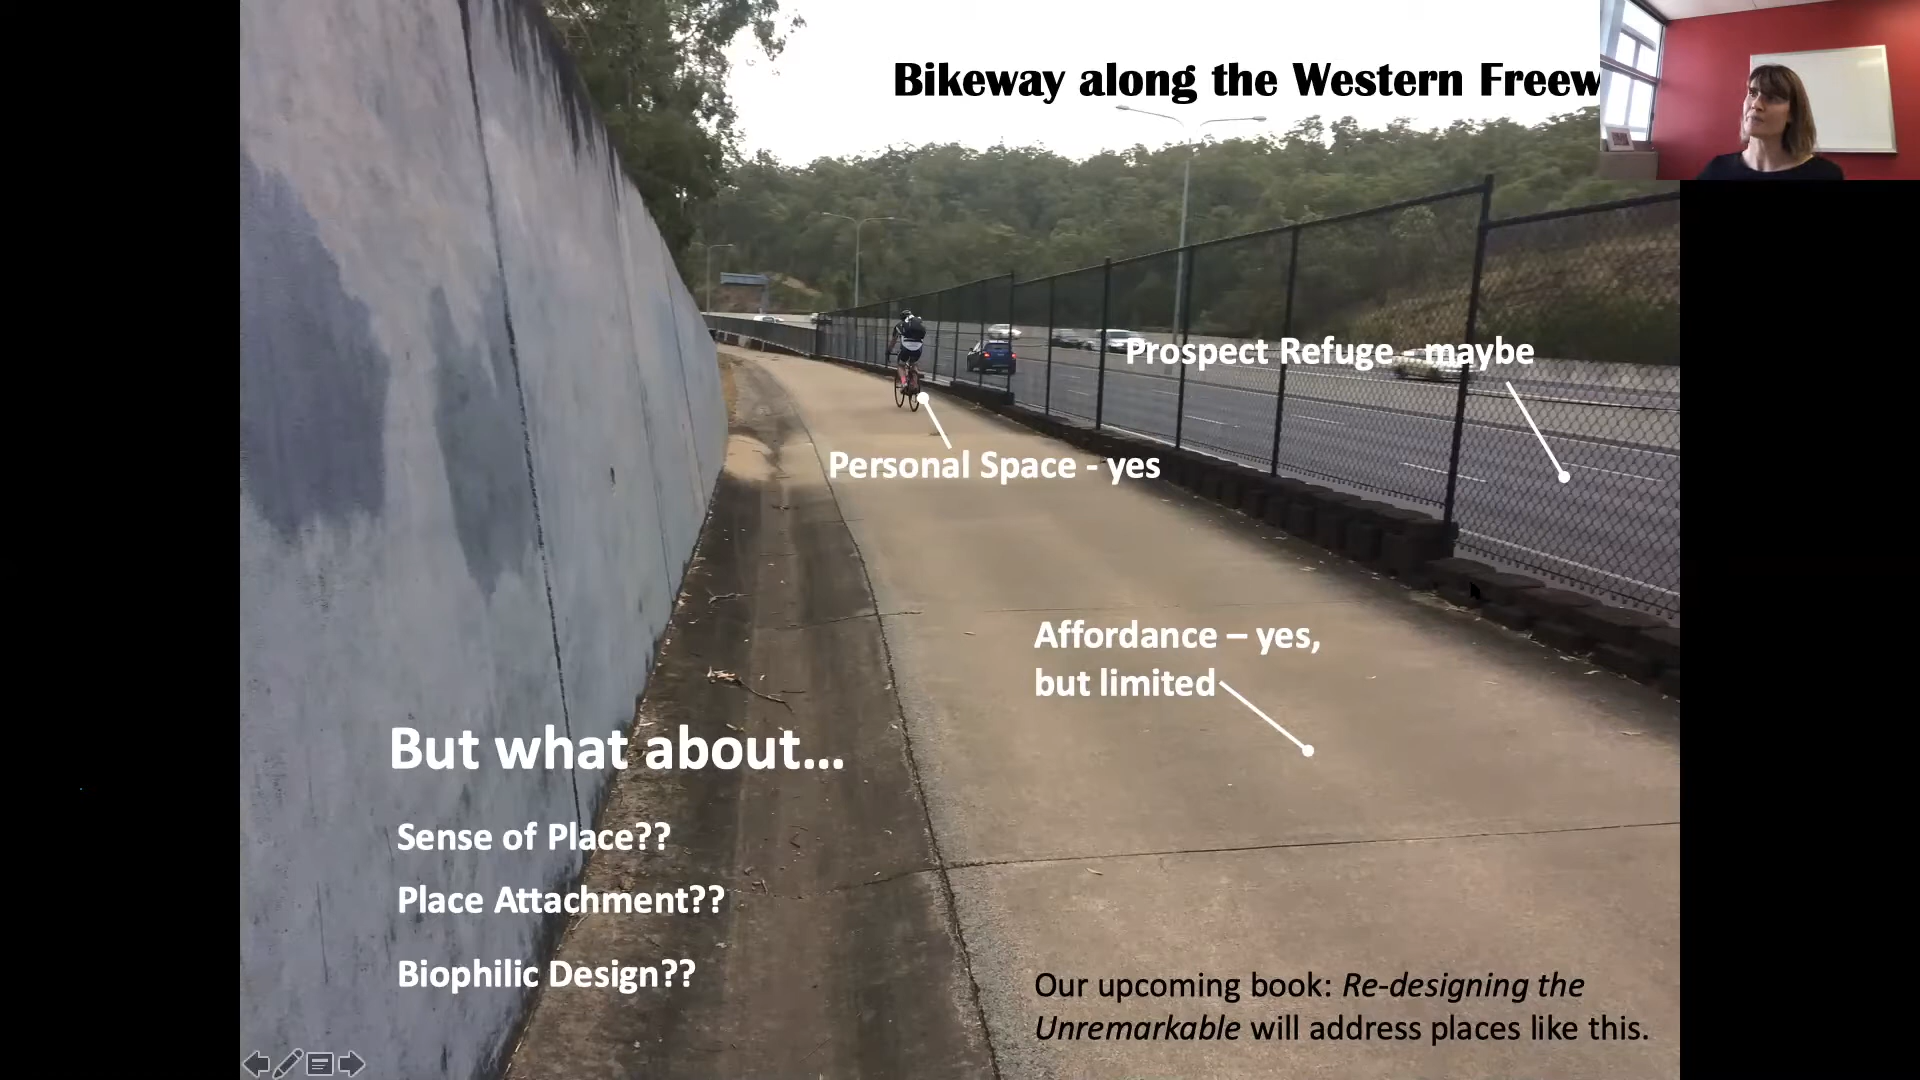 Bikeway along the Western Freew
Prospect Refuge - maybe
Personal Space - yes
Affordance – yes,
but limited
But what about...
Sense of Place??
Place Attachment??
Biophilic Design??
Our upcoming book: Re-designing the
Unremarkable will address places like this.